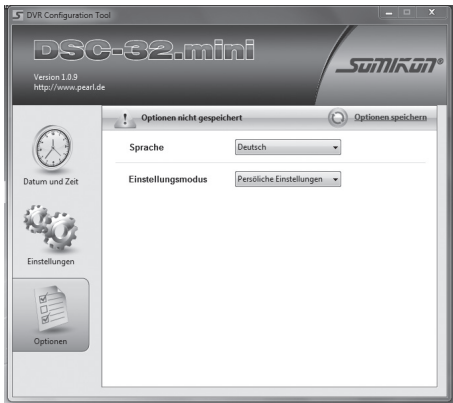 DVR Configuration Tool
DSC-32.mini
SOMIKON®
Version 1.0.9
http://www.pearl.de
! Optionen nicht gespeichert
Optionen speichern
Datum und Zeit
Einstellungen
Optionen
Sprache
Deutsch
Einstellungsmodus
Persöliche Einstellungen